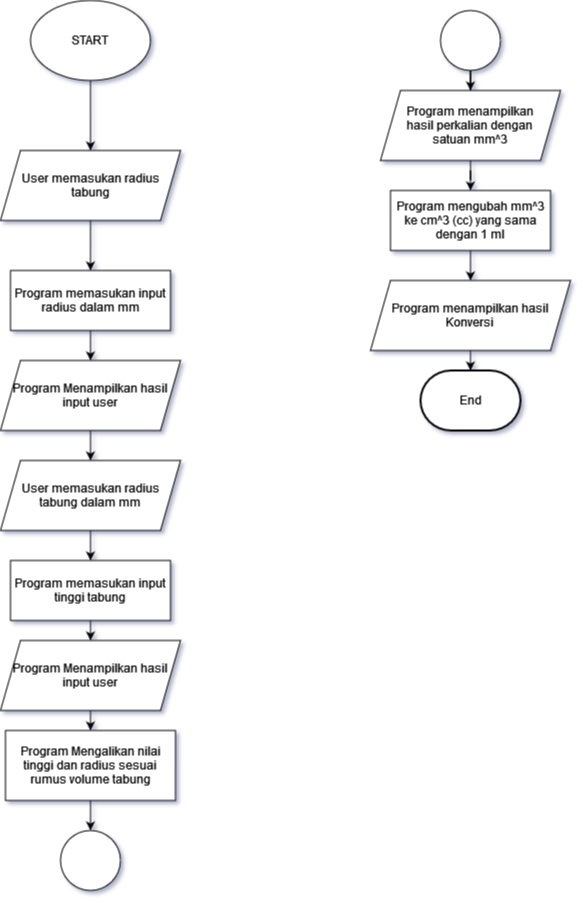 START
User memasukan radius
tabung
Program memasukan input
radius dalam mm
Program Menampilkan hasil
input user
User memasukan radius
tabung dalam mm
Program memasukan input
tinggi tabung
Program Menampilkan hasil
input user
Program Mengalikan nilai
tinggi dan radius sesuai
rumus volume tabung
Program menampilkan
hasil perkalian dengan
satuan mm^3
Program mengubah mm^3
ke cm^3 (cc) yang sama
dengan 1 ml
Program menampilkan hasil
Konversi
End